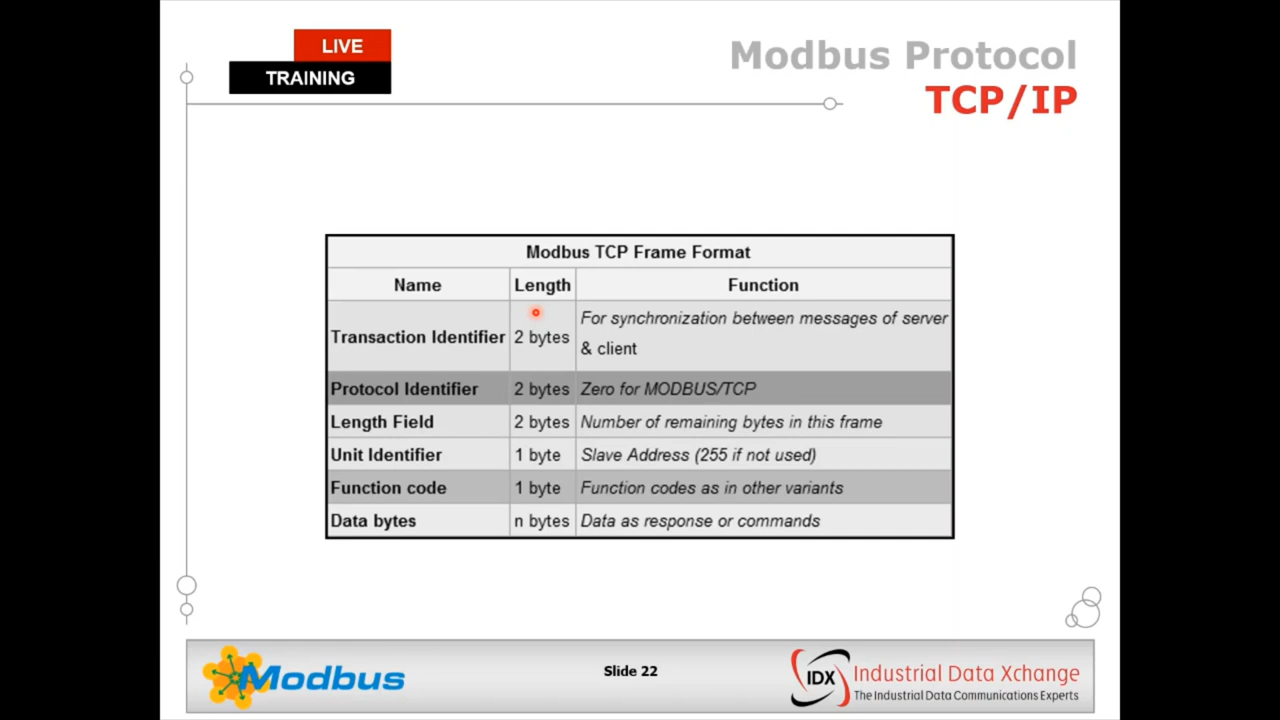 LIVE
TRAINING
Modbus Protocol
TCP/IP
Modbus TCP Frame Format
Name Length Function
Transaction Identifier 2 bytes For synchronization between messages of server
& client
Protocol Identifier 2 bytes Zero for MODBUS/TCP
Length Field 2 bytes Number of remaining bytes in this frame
Unit Identifier 1 byte Slave Address (255 if not used)
Function code 1 byte Function codes as in other variants
Data bytes n bytes Data as response or commands
Modbus
Slide 22
IDX Industrial Data Xchange
The Industrial Data Communications Experts